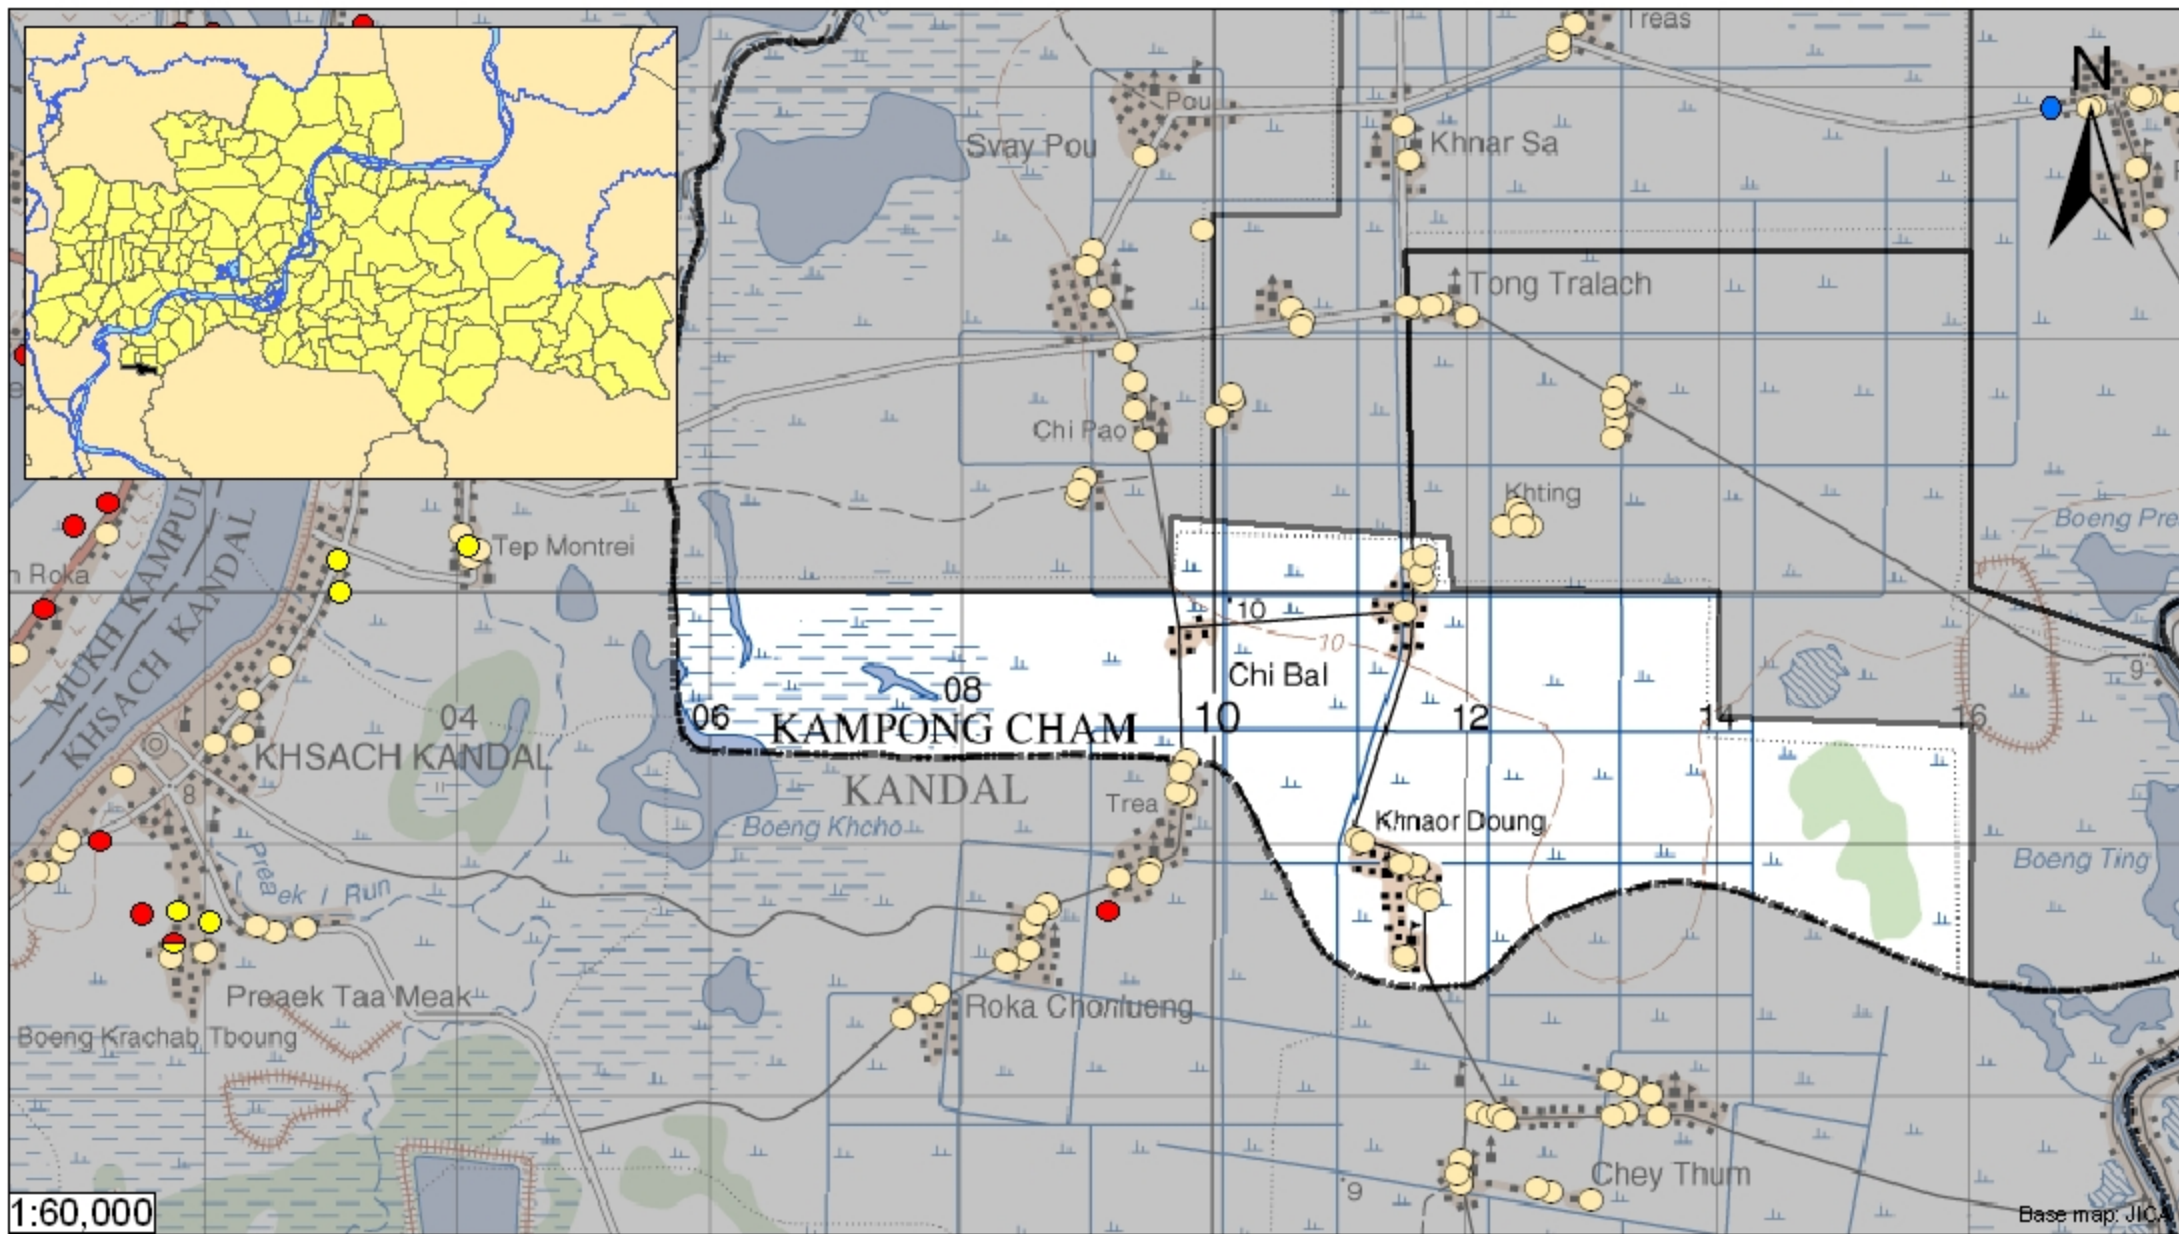 Treas
N
Pou
Svay Pou
Khnar Sa
Tong Tralach
Chi Pao
Khting
Boeng Pre
Tep Montrei
n Roka
MUKH KAMPUL
KHSACH KANDAL
10
10
9
Chi Bal
04
06
08
10
12
14
16
KAMPONG CHAM
KHSACH KANDAL
KANDAL
8
Trea
Boeng Khcho
Khnaor Doung
Boeng Ting
Prea
ek I Run
Preaek Taa Meak
Roka Chonlueng
Boeng Krachab Tboung
Chey Thum
9
1:60,000
Base map: JICA